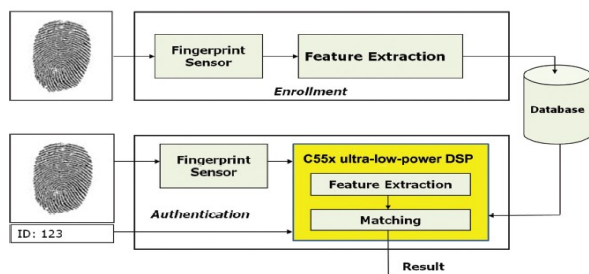 Fingerprint
Sensor
Feature Extraction
Enrollment
Database
Fingerprint
Sensor
C55x ultra-low-power DSP
Feature Extraction
Matching
Authentication
ID: 123
Result